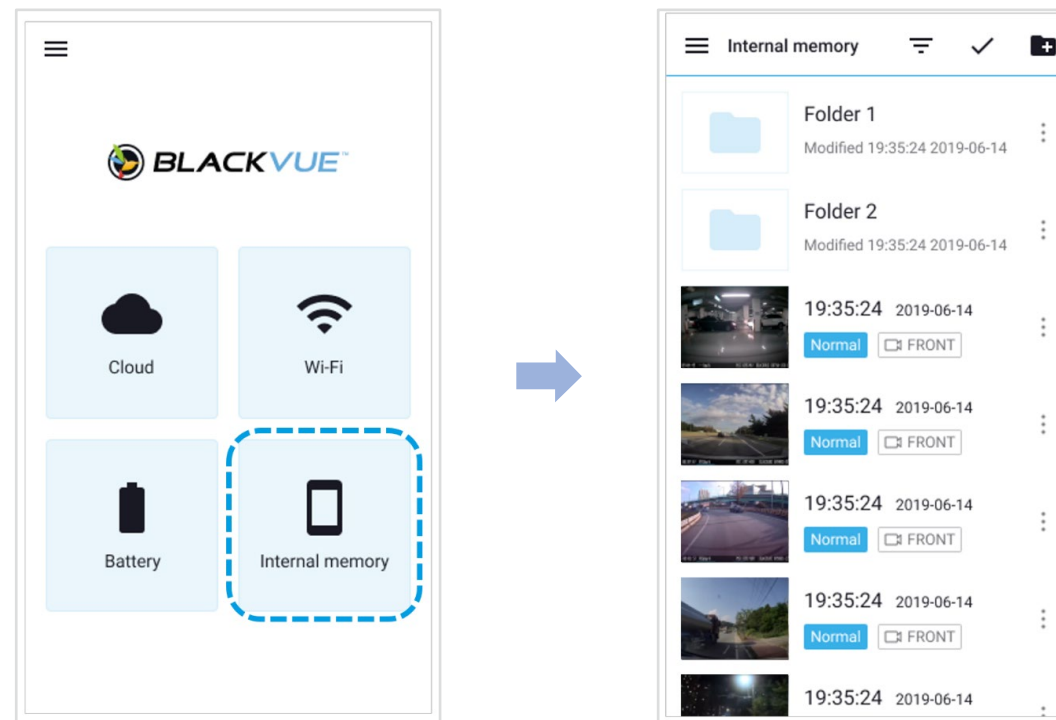 BLACKVUE
Cloud
Wi-Fi
Battery
Internal memory
Internal memory
Folder 1
Modified 19:35:24 2019-06-14
Folder 2
Modified 19:35:24 2019-06-14
19:35:24 2019-06-14
Normal FRONT
19:35:24 2019-06-14
Normal FRONT
19:35:24 2019-06-14
Normal FRONT
19:35:24 2019-06-14
Normal FRONT
19:35:24 2019-06-14